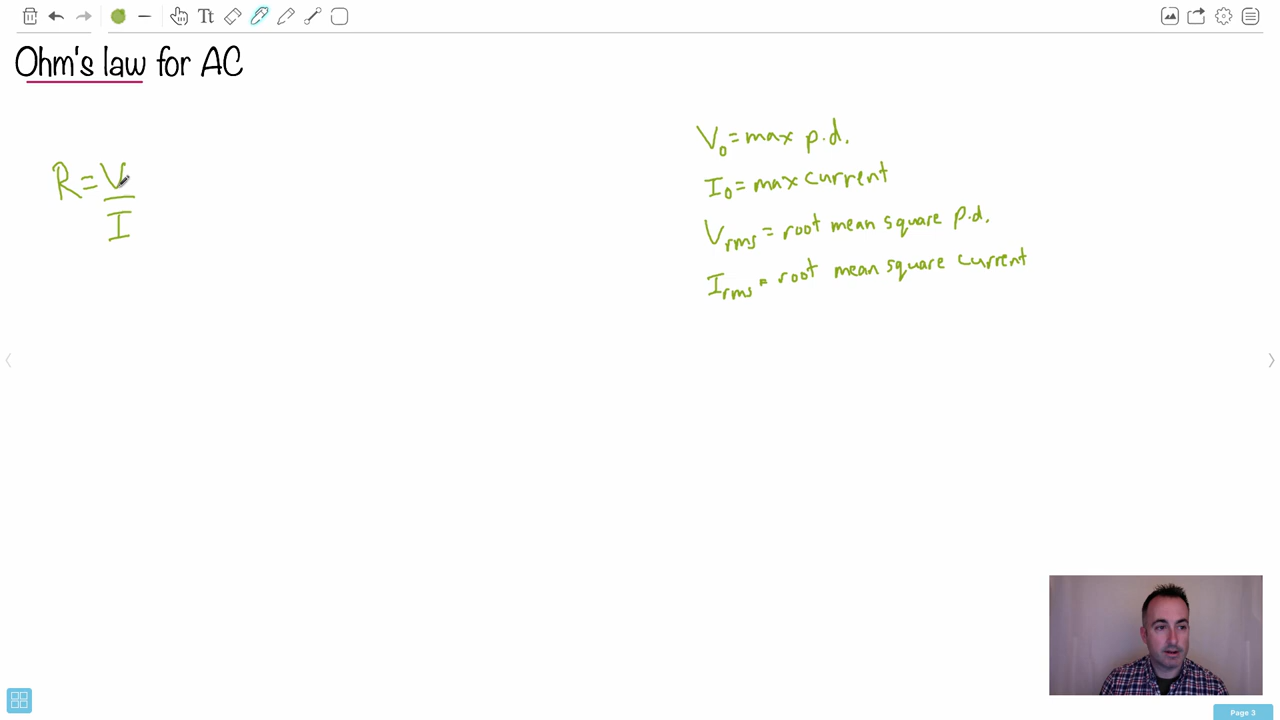 Tt
Ohm's law for AC
R = V
I
V₀ = max p.d.
I₀ = max current
Vrms = root mean square p.d.
Irms = root mean square current
Page 3